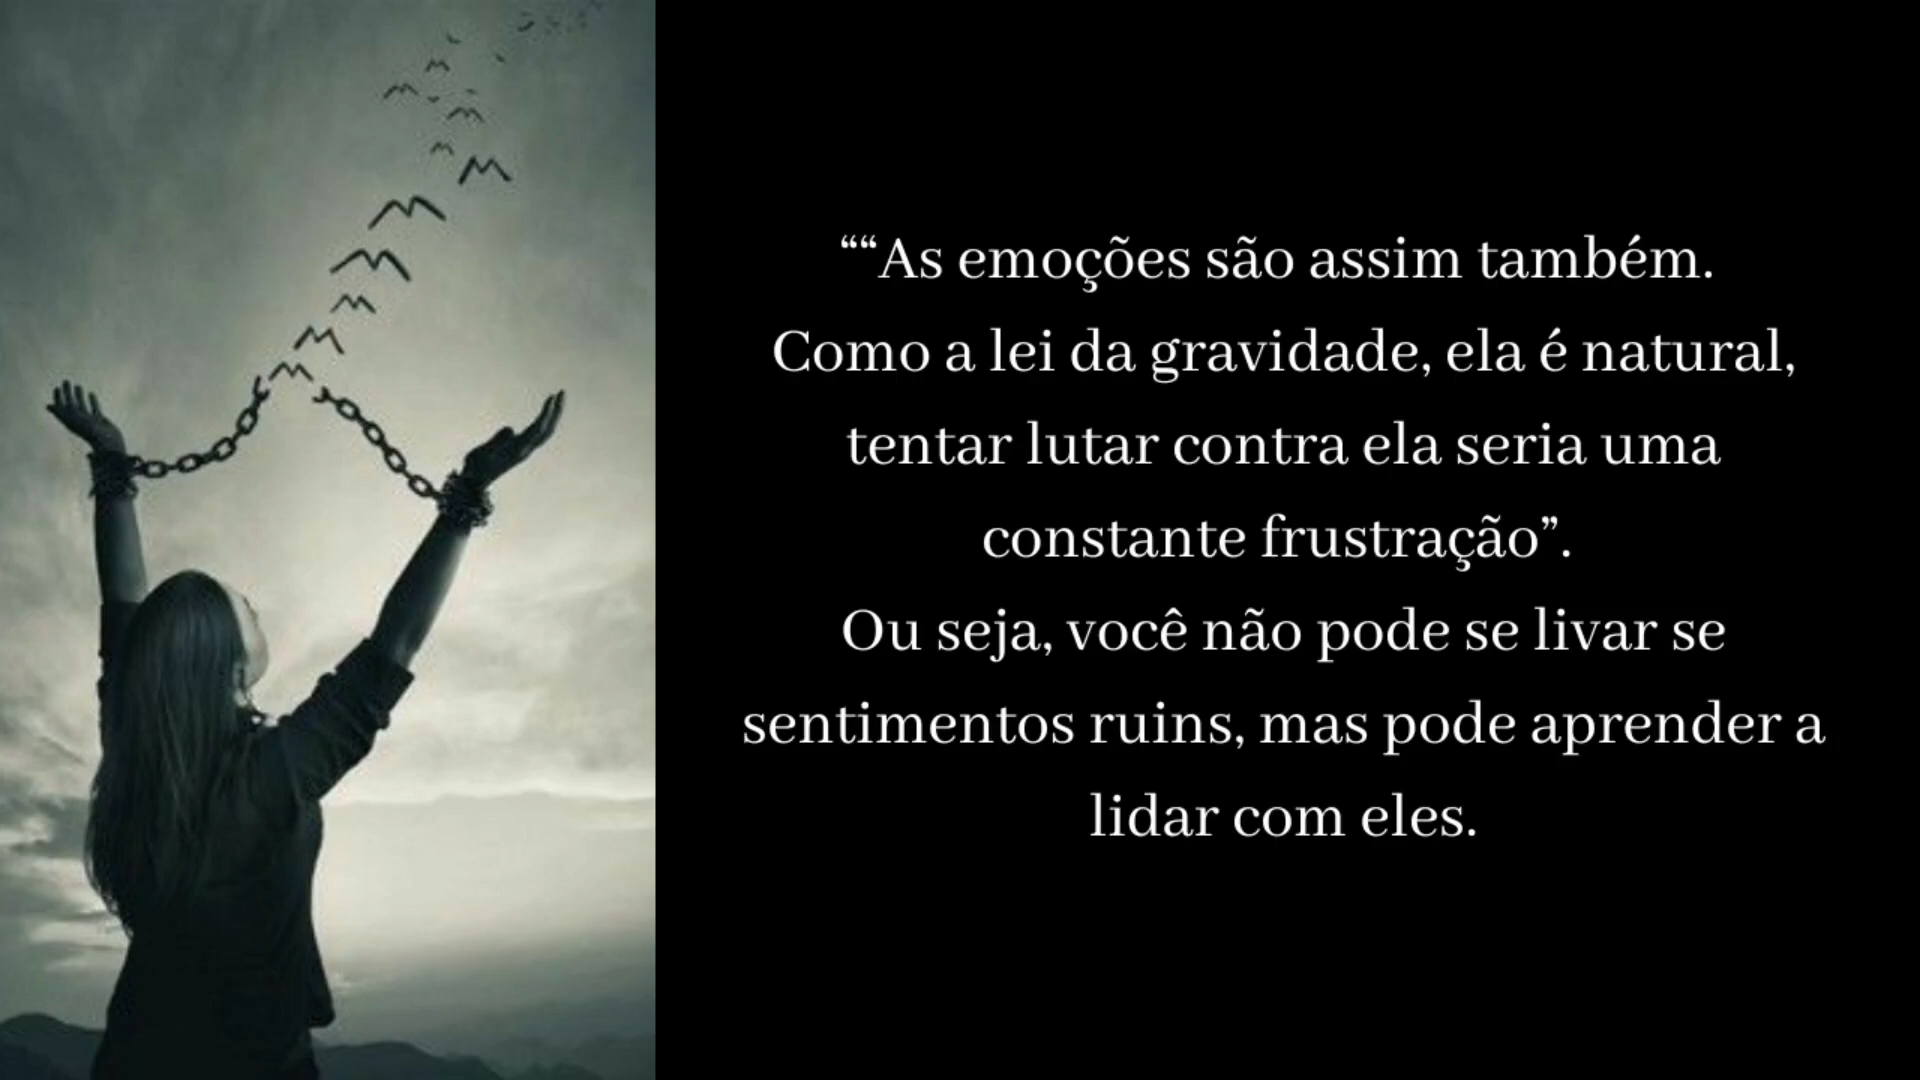 ““As emoções são assim também.
Como a lei da gravidade, ela é natural,
tentar lutar contra ela seria uma
constante frustração”.
Ou seja, você não pode se livar se
sentimentos ruins, mas pode aprender a
lidar com eles.